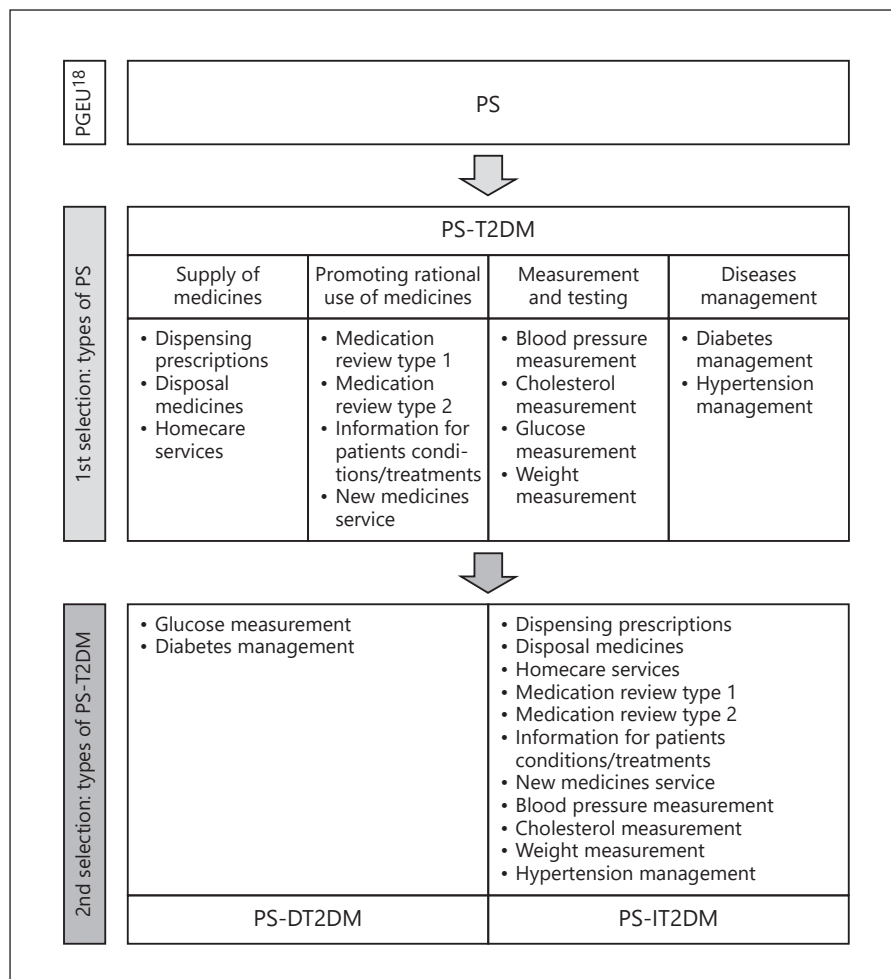 PGEU18
PS
1st selection: types of PS
PS-T2DM
Supply of
medicines
Promoting rational
use of medicines
Measurement
and testing
Diseases
management
• Dispensing
prescriptions
• Disposal
medicines
• Homecare
services
• Medication
review type 1
• Medication
review type 2
• Information for
patients condi-
tions/treatments
• New medicines
service
• Blood pressure
measurement
• Cholesterol
measurement
• Glucose
measurement
• Weight
measurement
• Diabetes
management
• Hypertension
management
2nd selection: types of PS-T2DM
• Glucose measurement
• Diabetes management
• Dispensing prescriptions
• Disposal medicines
• Homecare services
• Medication review type 1
• Medication review type 2
• Information for patients
conditions/treatments
• New medicines service
• Blood pressure measurement
• Cholesterol measurement
• Weight measurement
• Hypertension management
PS-DT2DM
PS-IT2DM